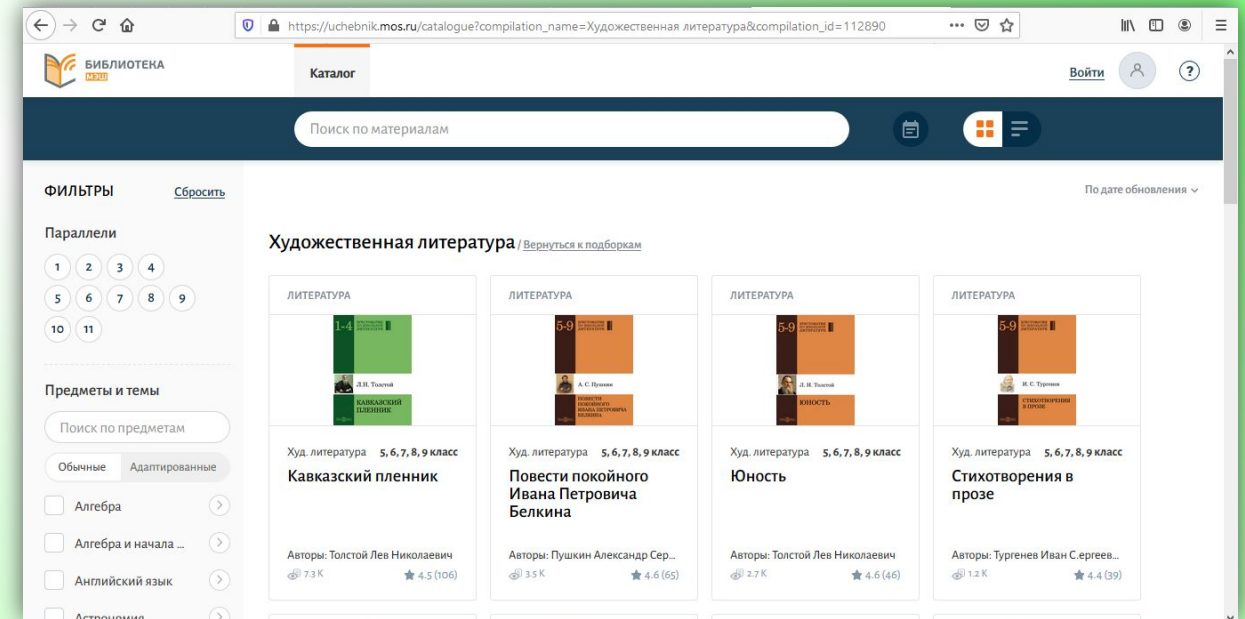 https://uchebnik.mos.ru/catalogue?compilation_name=Художественная литература&compilation_id=112890
БИБЛИОТЕКА
МЭШ
Каталог
Войти
?
Поиск по материалам
ФИЛЬТРЫ
Сбросить
По дате обновления
Параллели
1 2 3 4
5 6 7 8 9
10 11
Предметы и темы
Поиск по предметам
Обычные Адаптированные
Алгебра
Алгебра и начала ...
Английский язык
Астрономия
Художественная литература / Вернуться к подборкам
ЛИТЕРАТУРА
1-4
Л.Н. Толстой
КАВКАЗСКИЙ
ПЛЕННИК
Худ. литература 5, 6, 7, 8, 9 класс
Кавказский пленник
Авторы: Толстой Лев Николаевич
7.3 K 4.5 (106)
ЛИТЕРАТУРА
5-9
А. С. Пушкин
ПОВЕСТИ
ПОКОЙНОГО
ИВАНА ПЕТРОВИЧА
БЕЛКИНА
Худ. литература 5, 6, 7, 8, 9 класс
Повести покойного
Ивана Петровича
Белкина
Авторы: Пушкин Александр Сер...
3.5 K 4.6 (65)
ЛИТЕРАТУРА
5-9
Л. Н. Толстой
ЮНОСТЬ
Худ. литература 5, 6, 7, 8, 9 класс
Юность
Авторы: Толстой Лев Николаевич
2.7 K 4.6 (46)
ЛИТЕРАТУРА
5-9
И. С. Тургенев
СТИХОТВОРЕНИЯ
В ПРОЗЕ
Худ. литература 5, 6, 7, 8, 9 класс
Стихотворения в
прозе
Авторы: Тургенев Иван С.ергеев...
1.2 K 4.4 (39)